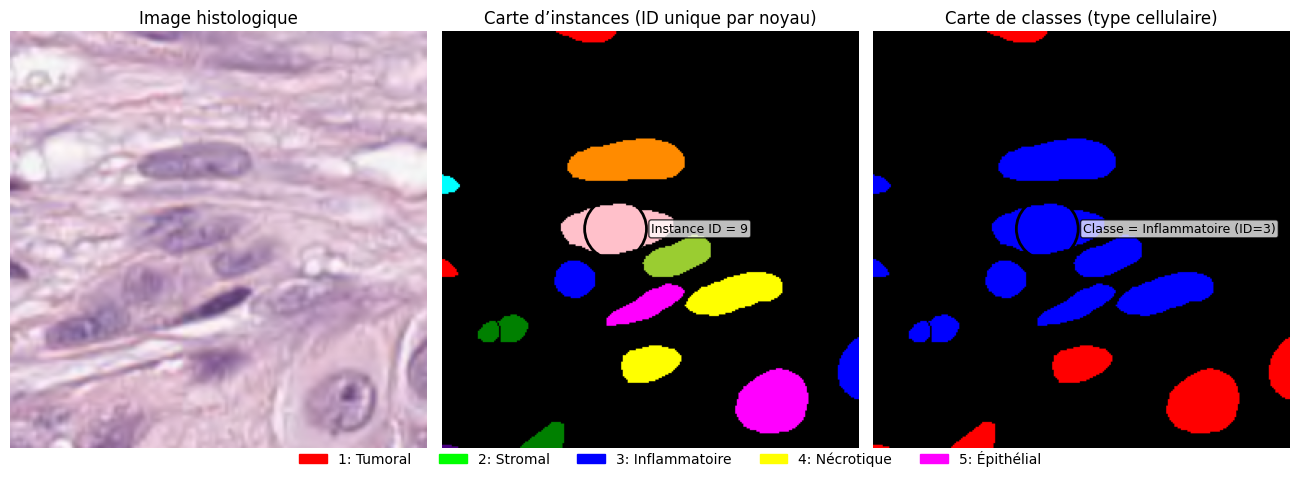 Image histologique
Carte d’instances (ID unique par noyau)
Carte de classes (type cellulaire)
Instance ID = 9
Classe = Inflammatoire (ID=3)
1: Tumoral
2: Stromal
3: Inflammatoire
4: Nécrotique
5: Épithélial